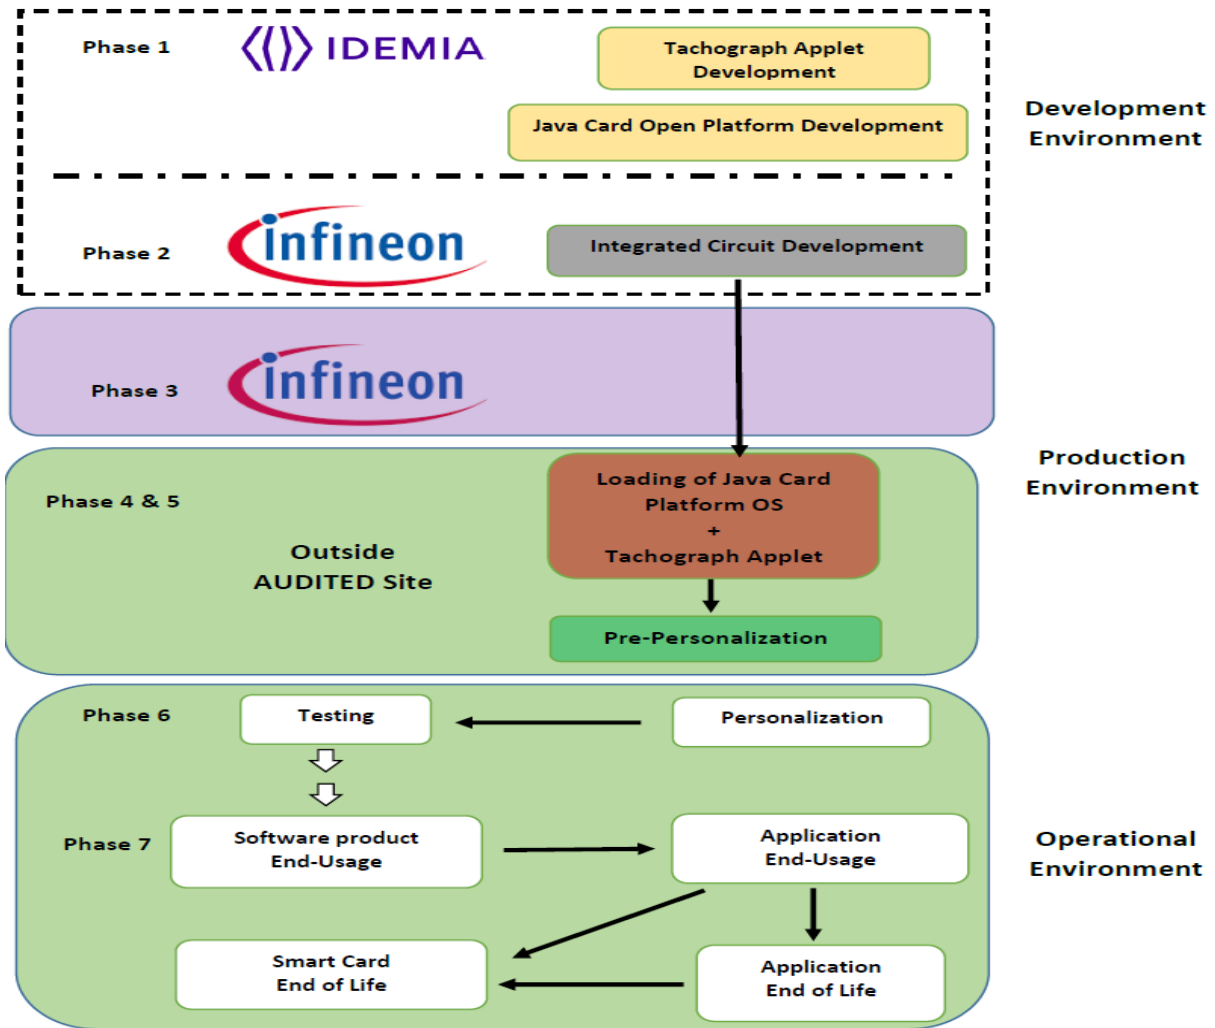 Phase 1
IDEMIA
Tachograph Applet
Development
Java Card Open Platform Development
Development
Environment
Phase 2
infineon
Integrated Circuit Development
Phase 3
infineon
Production
Environment
Phase 4 & 5
Outside
AUDITED Site
Loading of Java Card
Platform OS
+
Tachograph Applet
Pre-Personalization
Phase 6
Testing
Personalization
Phase 7
Software product
End-Usage
Application
End-Usage
Operational
Environment
Smart Card
End of Life
Application
End of Life